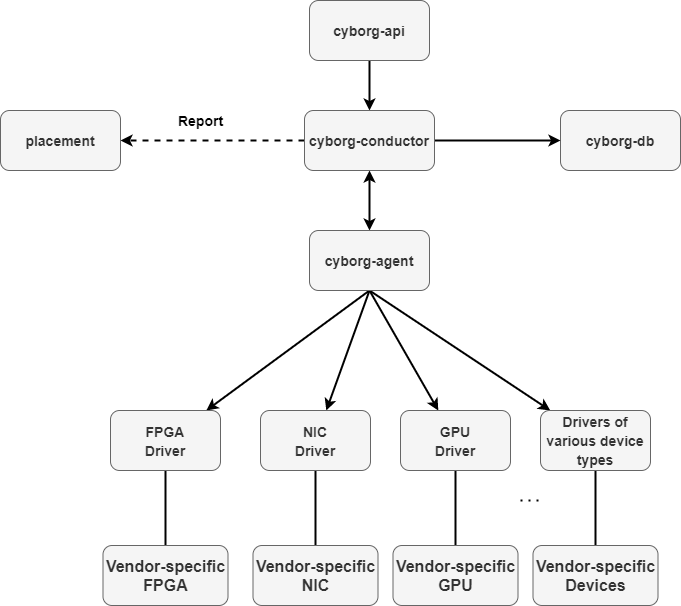 cyborg-api
Report
placement
cyborg-conductor
cyborg-db
cyborg-agent
FPGA
Driver
NIC
Driver
GPU
Driver
Drivers of
various device
types
...
Vendor-specific
FPGA
Vendor-specific
NIC
Vendor-specific
GPU
Vendor-specific
Devices